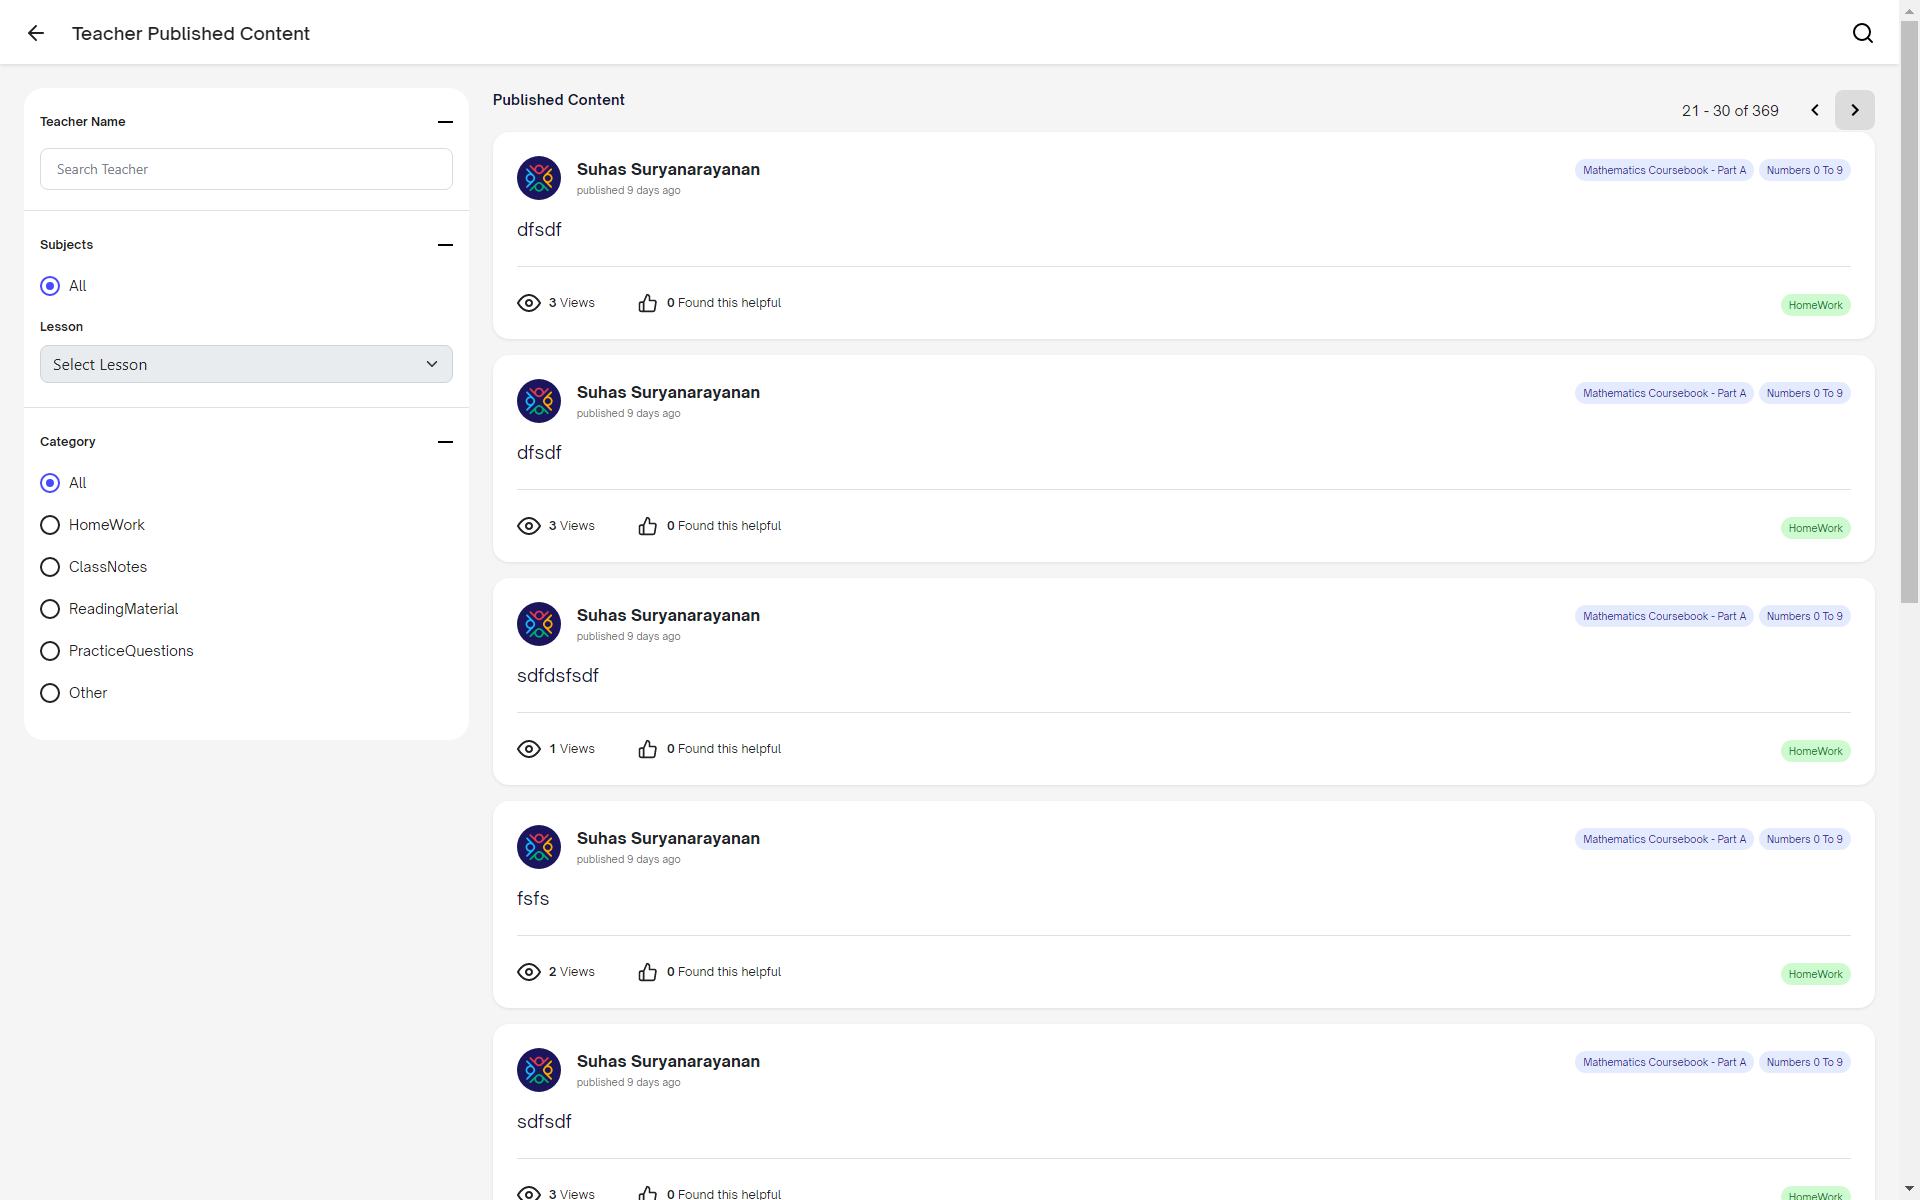 Teacher Published Content
Teacher Name
Search Teacher
Subjects
All
Lesson
Select Lesson
Category
All
HomeWork
ClassNotes
ReadingMaterial
PracticeQuestions
Other
Published Content
21 - 30 of 369
Suhas Suryanarayanan
published 9 days ago
Mathematics Coursebook - Part A
Numbers 0 To 9
dfsdf
3 Views
0 Found this helpful
HomeWork
Suhas Suryanarayanan
published 9 days ago
Mathematics Coursebook - Part A
Numbers 0 To 9
dfsdf
3 Views
0 Found this helpful
HomeWork
Suhas Suryanarayanan
published 9 days ago
Mathematics Coursebook - Part A
Numbers 0 To 9
sdfdsfsdf
1 Views
0 Found this helpful
HomeWork
Suhas Suryanarayanan
published 9 days ago
Mathematics Coursebook - Part A
Numbers 0 To 9
fsfs
2 Views
0 Found this helpful
HomeWork
Suhas Suryanarayanan
published 9 days ago
Mathematics Coursebook - Part A
Numbers 0 To 9
sdfsdf
3 Views
0 Found this helpful
HomeWork